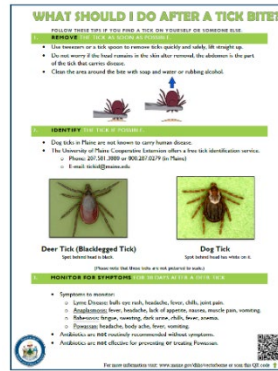 WHAT SHOULD I DO AFTER A TICK BITE?
FOLLOW THESE TIPS IF YOU FIND A TICK ON YOURSELF OR SOMEONE ELSE.
1. REMOVE THE TICK AS SOON AS POSSIBLE.
• Use tweezers or a tick spoon to remove ticks quickly and safely, lift straight up.
• Do not worry if the head remains in the skin after removal, the abdomen is the part of the tick that carries disease.
• Clean the area around the bite with soap and water or rubbing alcohol.
2. IDENTIFY THE TICK IF POSSIBLE.
• Dog ticks in Maine are not known to carry human disease.
• The University of Maine Cooperative Extension offers a free tick identification service.
o Phone: 207.581.3880 or 800.287.0279 (in Maine)
o E-mail: tickid@maine.edu
Deer Tick (Blacklegged Tick)
Spot behind head is black.
Dog Tick
Spot behind head has white on it.
(Please note that these ticks are not pictured to scale.)
3. MONITOR FOR SYMPTOMS FOR 30 DAYS AFTER A DEER TICK
• Symptoms to monitor:
o Lyme Disease: bulls-eye rash, headache, fever, chills, joint pain.
o Anaplasmosis: fever, headache, lack of appetite, nausea, muscle pain, vomiting.
o Babesiosis: fatigue, sweating, dark urine, chills, fever, anemia.
o Powassan: headache, body ache, fever, vomiting.
• Antibiotics are not routinely recommended without symptoms.
• Antibiotics are not effective for preventing or treating Powassan.
For more information visit: www.maine.gov/dhhs/vectorborne or scan this QR code